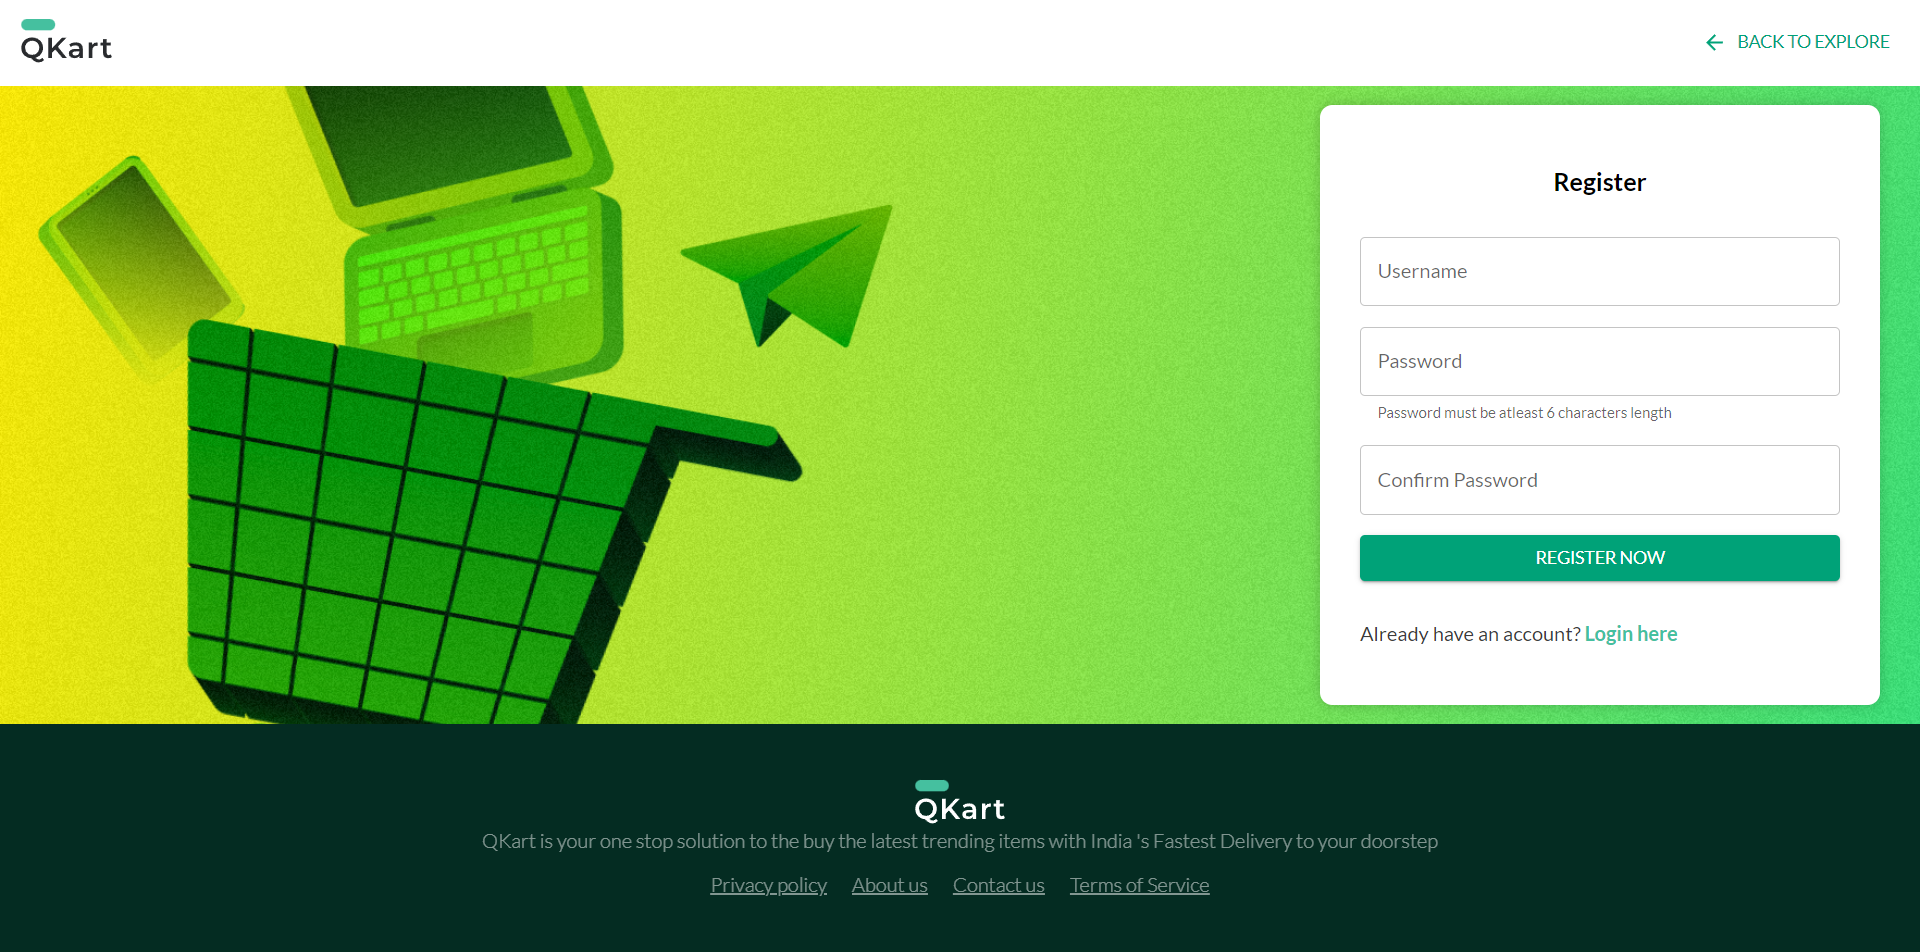 QKart
BACK TO EXPLORE
Register
Username
Password
Password must be atleast 6 characters length
Confirm Password
REGISTER NOW
Already have an account? Login here
QKart
QKart is your one stop solution to the buy the latest trending items with India 's Fastest Delivery to your doorstep
Privacy policy About us Contact us Terms of Service